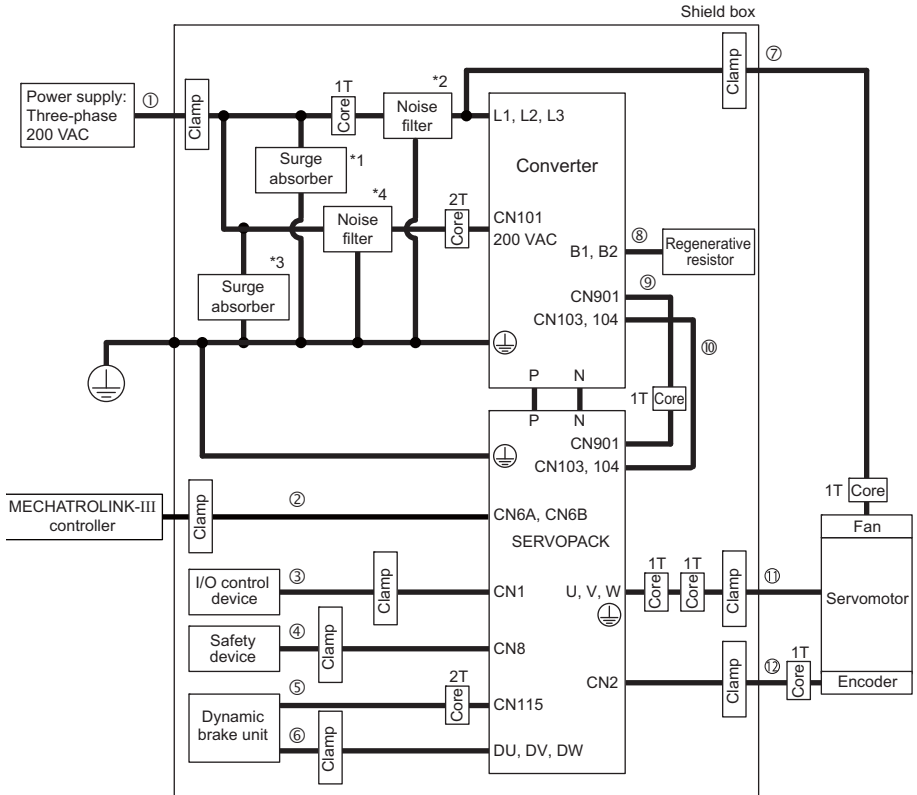 Shield box
⑦
Clamp
*2
1T
Power supply:
Three-phase
200 VAC
①
Clamp
Core
Noise
filter
L1, L2, L3
Surge
absorber
*1
Converter
*4
2T
Noise
filter
Core
CN101
200 VAC
⑧
B1, B2
Regenerative
resistor
*3
Surge
absorber
⑨
CN901
CN103, 104
⑩
P
N
1T
Core
P
N
CN901
CN103, 104
1T
Core
MECHATROLINK-III
controller
②
Clamp
CN6A, CN6B
SERVOPACK
Fan
I/O control
device
③
Clamp
CN1
U, V, W
1T
Core
1T
Core
Clamp
⑪
Servomotor
Safety
device
④
Clamp
CN8
CN2
Clamp
⑫
1T
Core
Encoder
Dynamic
brake unit
⑤
2T
Core
CN115
⑥
Clamp
DU, DV, DW